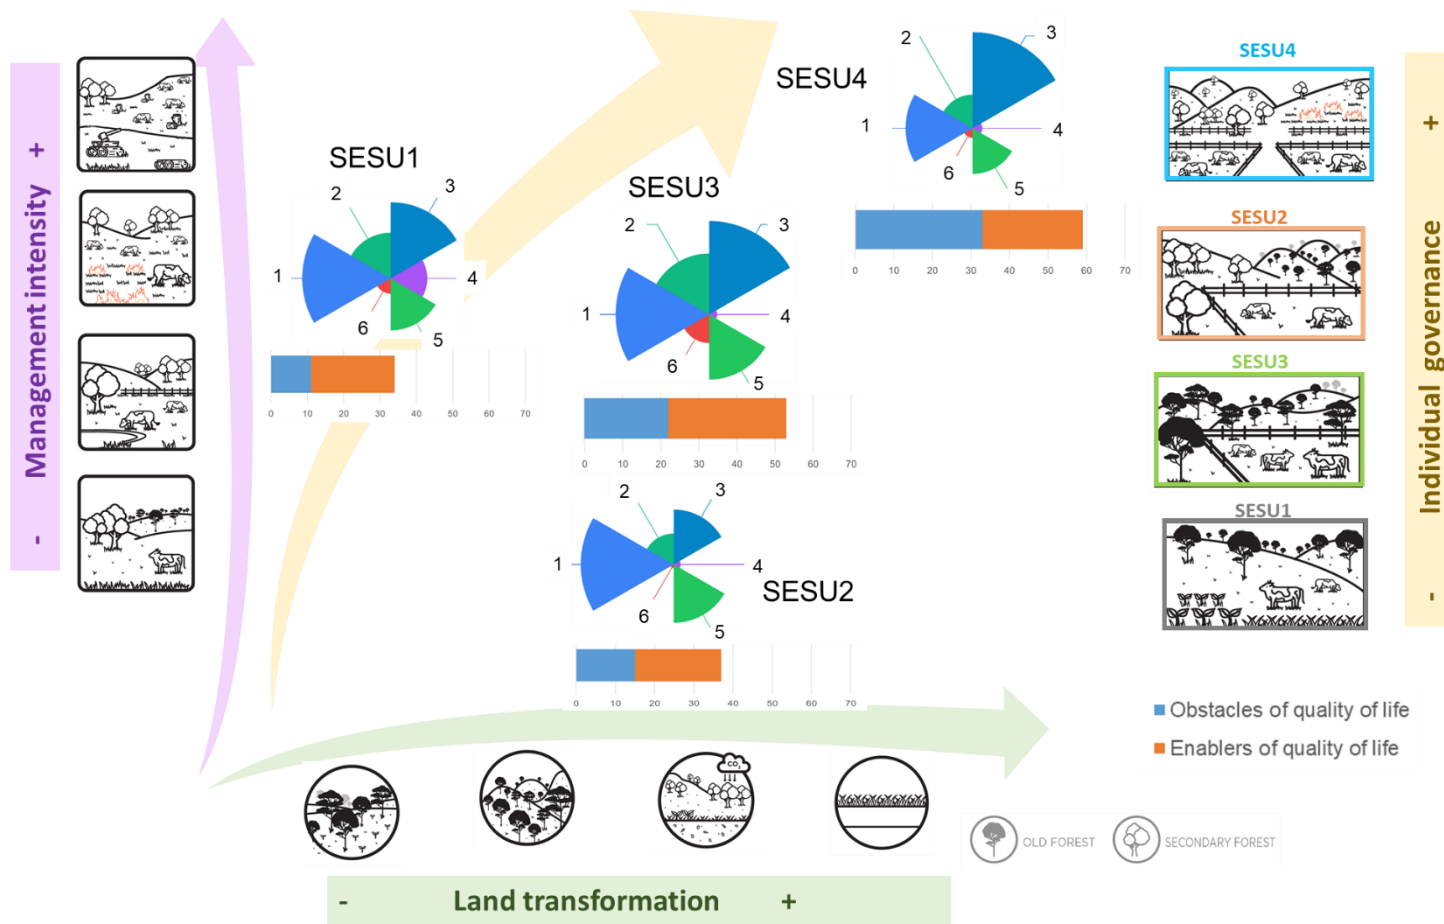 Management intensity
+
-
SESU1
1
2
3
4
5
6
0 10 20 30 40 50 60 70
SESU3
1
2
3
4
5
6
0 10 20 30 40 50 60 70
SESU4
1
2
3
4
5
6
0 10 20 30 40 50 60 70
SESU2
1
2
3
4
5
6
0 10 20 30 40 50 60 70
SESU4
SESU2
SESU3
SESU1
Individual governance
+
-
Obstacles of quality of life
Enablers of quality of life
CO2
OLD FOREST
SECONDARY FOREST
- Land transformation +